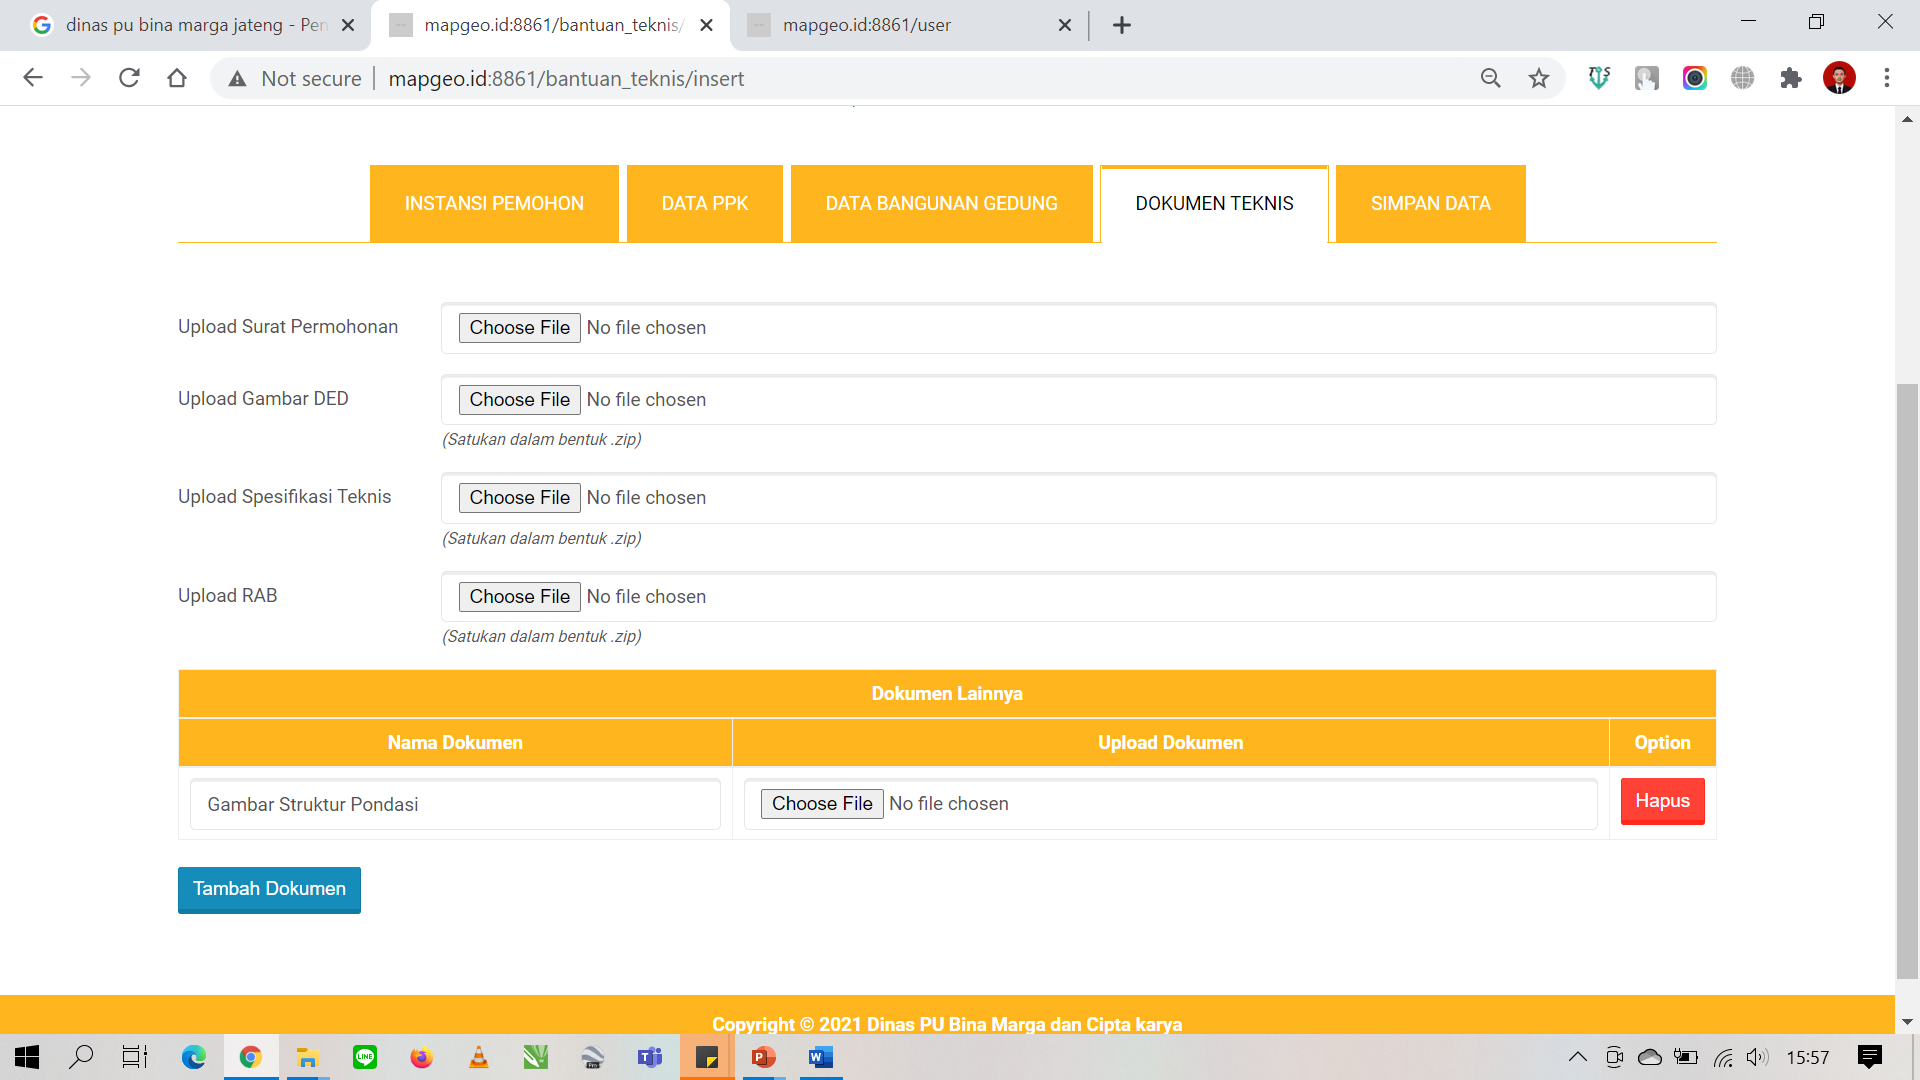 dinas pu bina marga jateng - Pen
mapgeo.id:8861/bantuan_teknis/
mapgeo.id:8861/user
Not secure
mapgeo.id:8861/bantuan_teknis/insert
INSTANSI PEMOHON
DATA PPK
DATA BANGUNAN GEDUNG
DOKUMEN TEKNIS
SIMPAN DATA
Upload Surat Permohonan
Choose File No file chosen
Upload Gambar DED
Choose File No file chosen
(Satukan dalam bentuk .zip)
Upload Spesifikasi Teknis
Choose File No file chosen
(Satukan dalam bentuk .zip)
Upload RAB
Choose File No file chosen
(Satukan dalam bentuk .zip)
Dokumen Lainnya
Nama Dokumen
Upload Dokumen
Option
Gambar Struktur Pondasi
Choose File No file chosen
Hapus
Tambah Dokumen
Copyright © 2021 Dinas PU Bina Marga dan Cipta karya
15:57